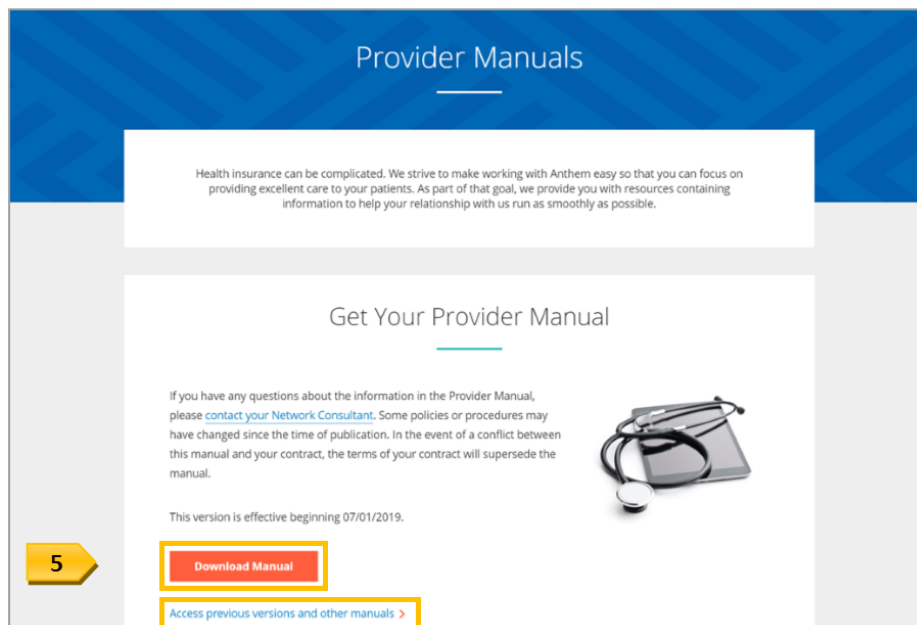 Provider Manuals
Health insurance can be complicated. We strive to make working with Anthem easy so that you can focus on
providing excellent care to your patients. As part of that goal, we provide you with resources containing
information to help your relationship with us run as smoothly as possible.
Get Your Provider Manual
If you have any questions about the information in the Provider Manual,
please contact your Network Consultant. Some policies or procedures may
have changed since the time of publication. In the event of a conflict between
this manual and your contract, the terms of your contract will supersede the
manual.
This version is effective beginning 07/01/2019.
5
Download Manual
Access previous versions and other manuals >